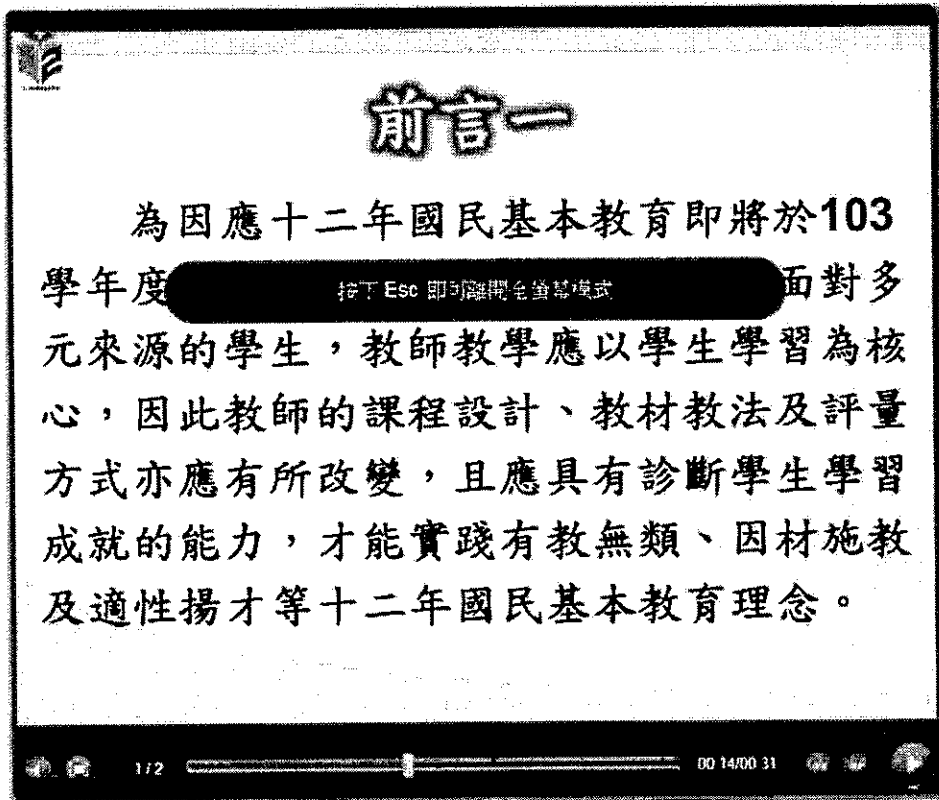 前言一
為因應十二年國民基本教育即將於103
學年度
按下 Esc 即可離開全螢幕模式
面對多
元來源的學生，教師教學應以學生學習為核
心，因此教師的課程設計、教材教法及評量
方式亦應有所改變，且應具有診斷學生學習
成就的能力，才能實踐有教無類、因材施教
及適性揚才等十二年國民基本教育理念。
1/2
00:14/00:31